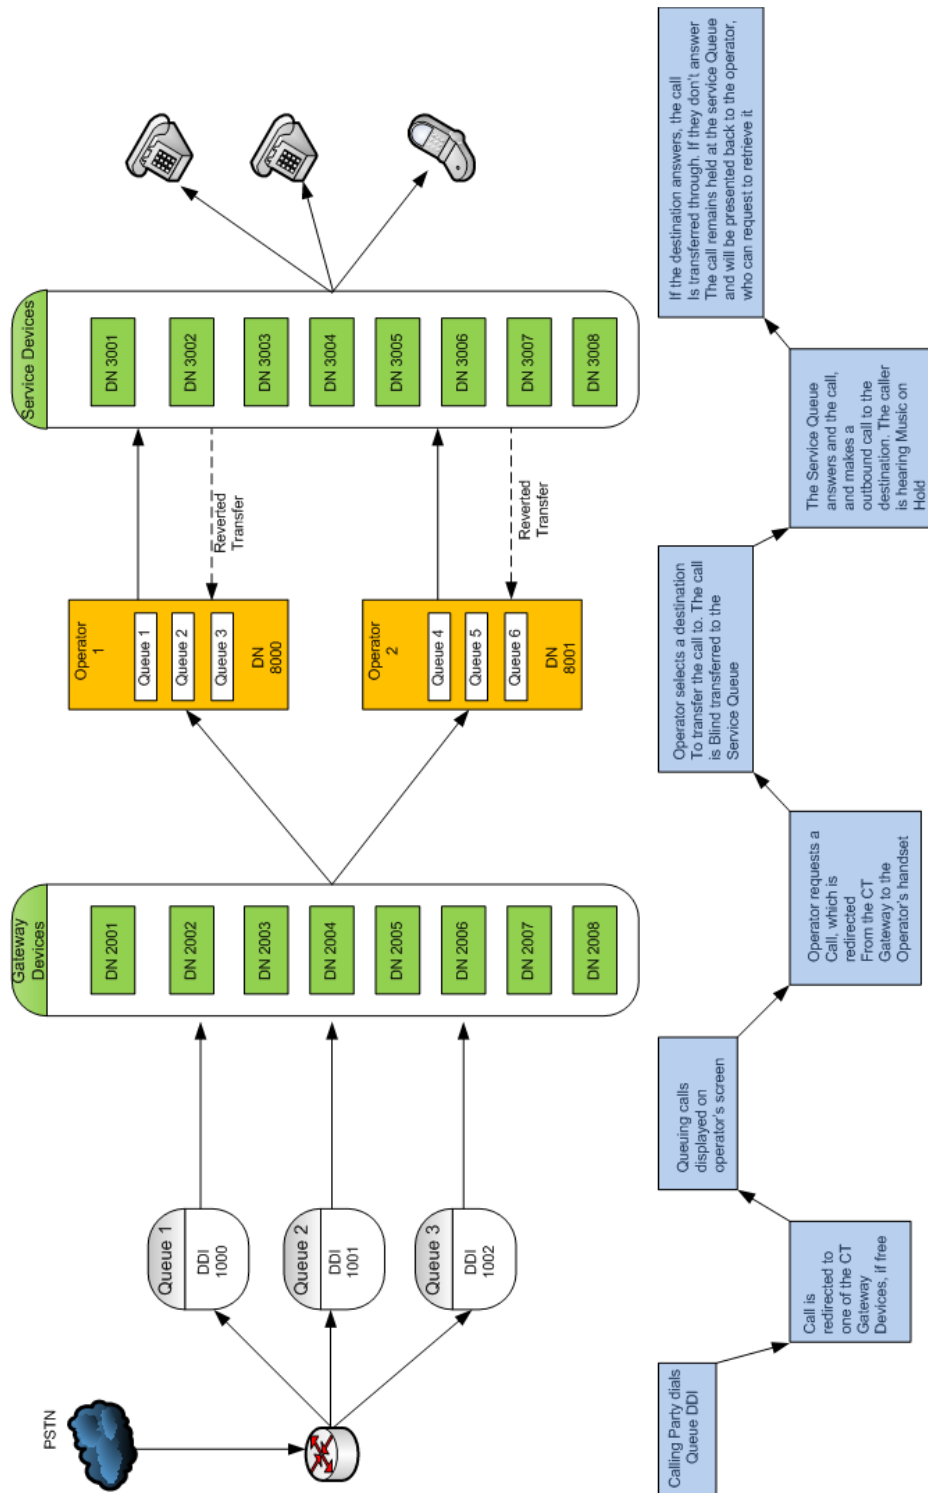 PSTN
Queue 1
DDI
1000
Queue 2
DDI
1001
Queue 3
DDI
1002
Gateway
Devices
DN 2001
DN 2002
DN 2003
DN 2004
DN 2005
DN 2006
DN 2007
DN 2008
Operator
1
Queue 1
Queue 2
Queue 3
DN
8000
Operator
2
Queue 4
Queue 5
Queue 6
DN
8001
Reverted
Transfer
Reverted
Transfer
Service Devices
DN 3001
DN 3002
DN 3003
DN 3004
DN 3005
DN 3006
DN 3007
DN 3008
Calling Party dials
Queue DDI
Call is
redirected to
one of the CT
Gateway
Devices, if free
Queuing calls
displayed on
operator's screen
Operator requests a
Call, which is
redirected
From the CT
Gateway to the
Operator's handset
Operator selects a destination
To transfer the call to. The call
is Blind transferred to the
Service Queue
The Service Queue
answers and the call,
and makes a
outbound call to the
destination. The caller
is hearing Music on
Hold
If the destination answers, the call
Is transferred through. If they don't answer
The call remains held at the service Queue
and will be presented back to the operator,
who can request to retrieve it